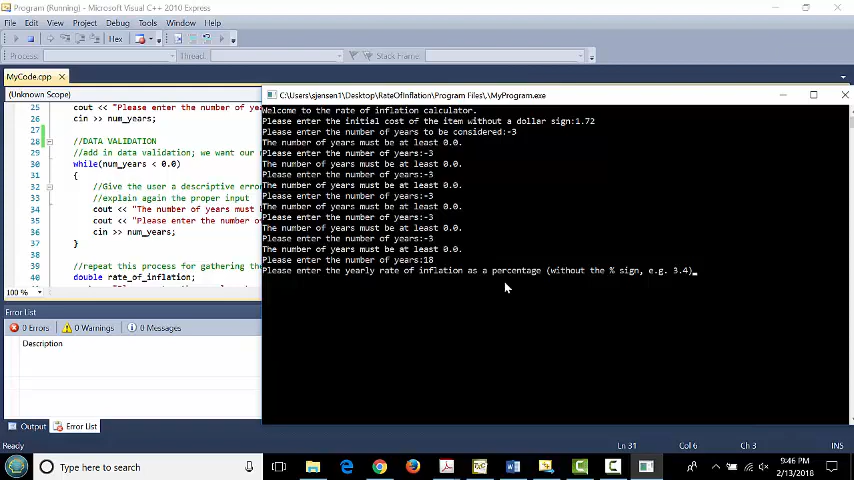 Program (Running) - Microsoft Visual C++ 2010 Express
File Edit View Project Debug Tools Window Help
Hex
Process: Thread: Stack Frame:
MyCode.cpp
(Unknown Scope)
25 cout << "Please enter the number of yea
26 cin >> num_years;
27
28 //DATA VALIDATION
29 //add in data validation; we want our
30 while(num_years < 0.0)
31 {
32 //Give the user a descriptive error
33 //explain again the proper input
34 cout << "The number of years must b
35 cout << "Please enter the number of
36 cin >> num_years;
37 }
38
39 //repeat this process for gathering the
40 double rate_of_inflation;
100 %
Error List
0 Errors 0 Warnings 0 Messages
Description
Output Error List
Ready Ln 31 Col 6 Ch 3 INS
C:\Users\sjensen1\Desktop\RateOfInflation\Program Files\.\MyProgram.exe
Welcome to the rate of inflation calculator.
Please enter the initial cost of the item without a dollar sign:1.72
Please enter the number of years to be considered:-3
The number of years must be at least 0.0.
Please enter the number of years:-3
The number of years must be at least 0.0.
Please enter the number of years:-3
The number of years must be at least 0.0.
Please enter the number of years:-3
The number of years must be at least 0.0.
Please enter the number of years:-3
The number of years must be at least 0.0.
Please enter the number of years:-3
The number of years must be at least 0.0.
Please enter the number of years:18
Please enter the yearly rate of inflation as a percentage (without the % sign, e.g. 3.4)_
Type here to search
9:46 PM
2/13/2018